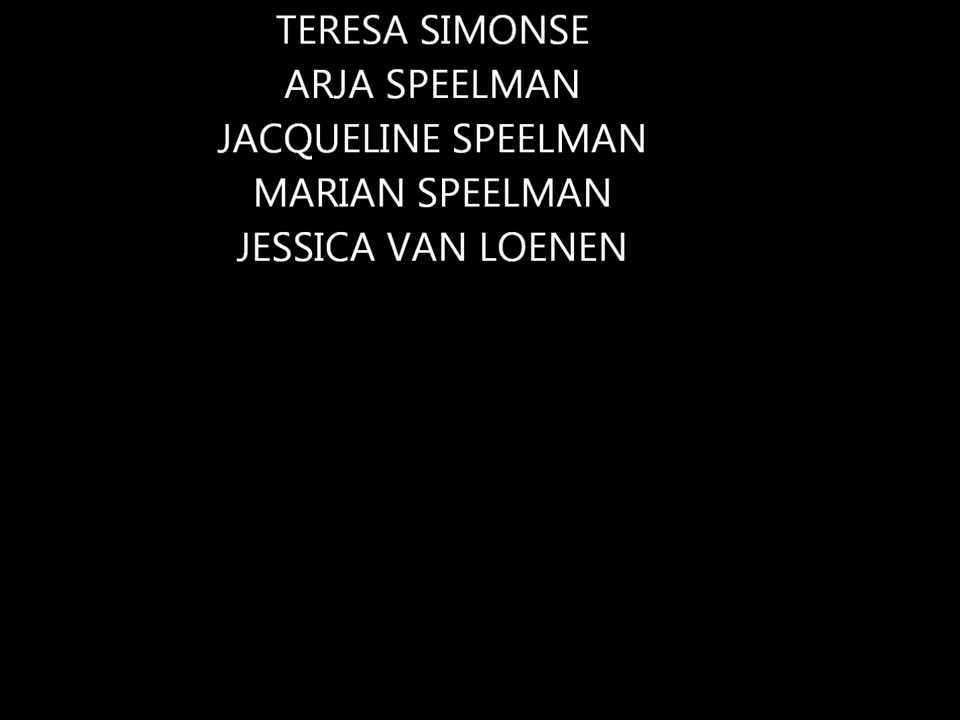 TERESA SIMONSE
ARJA SPEELMAN
JACQUELINE SPEELMAN
MARIAN SPEELMAN
JESSICA VAN LOENEN